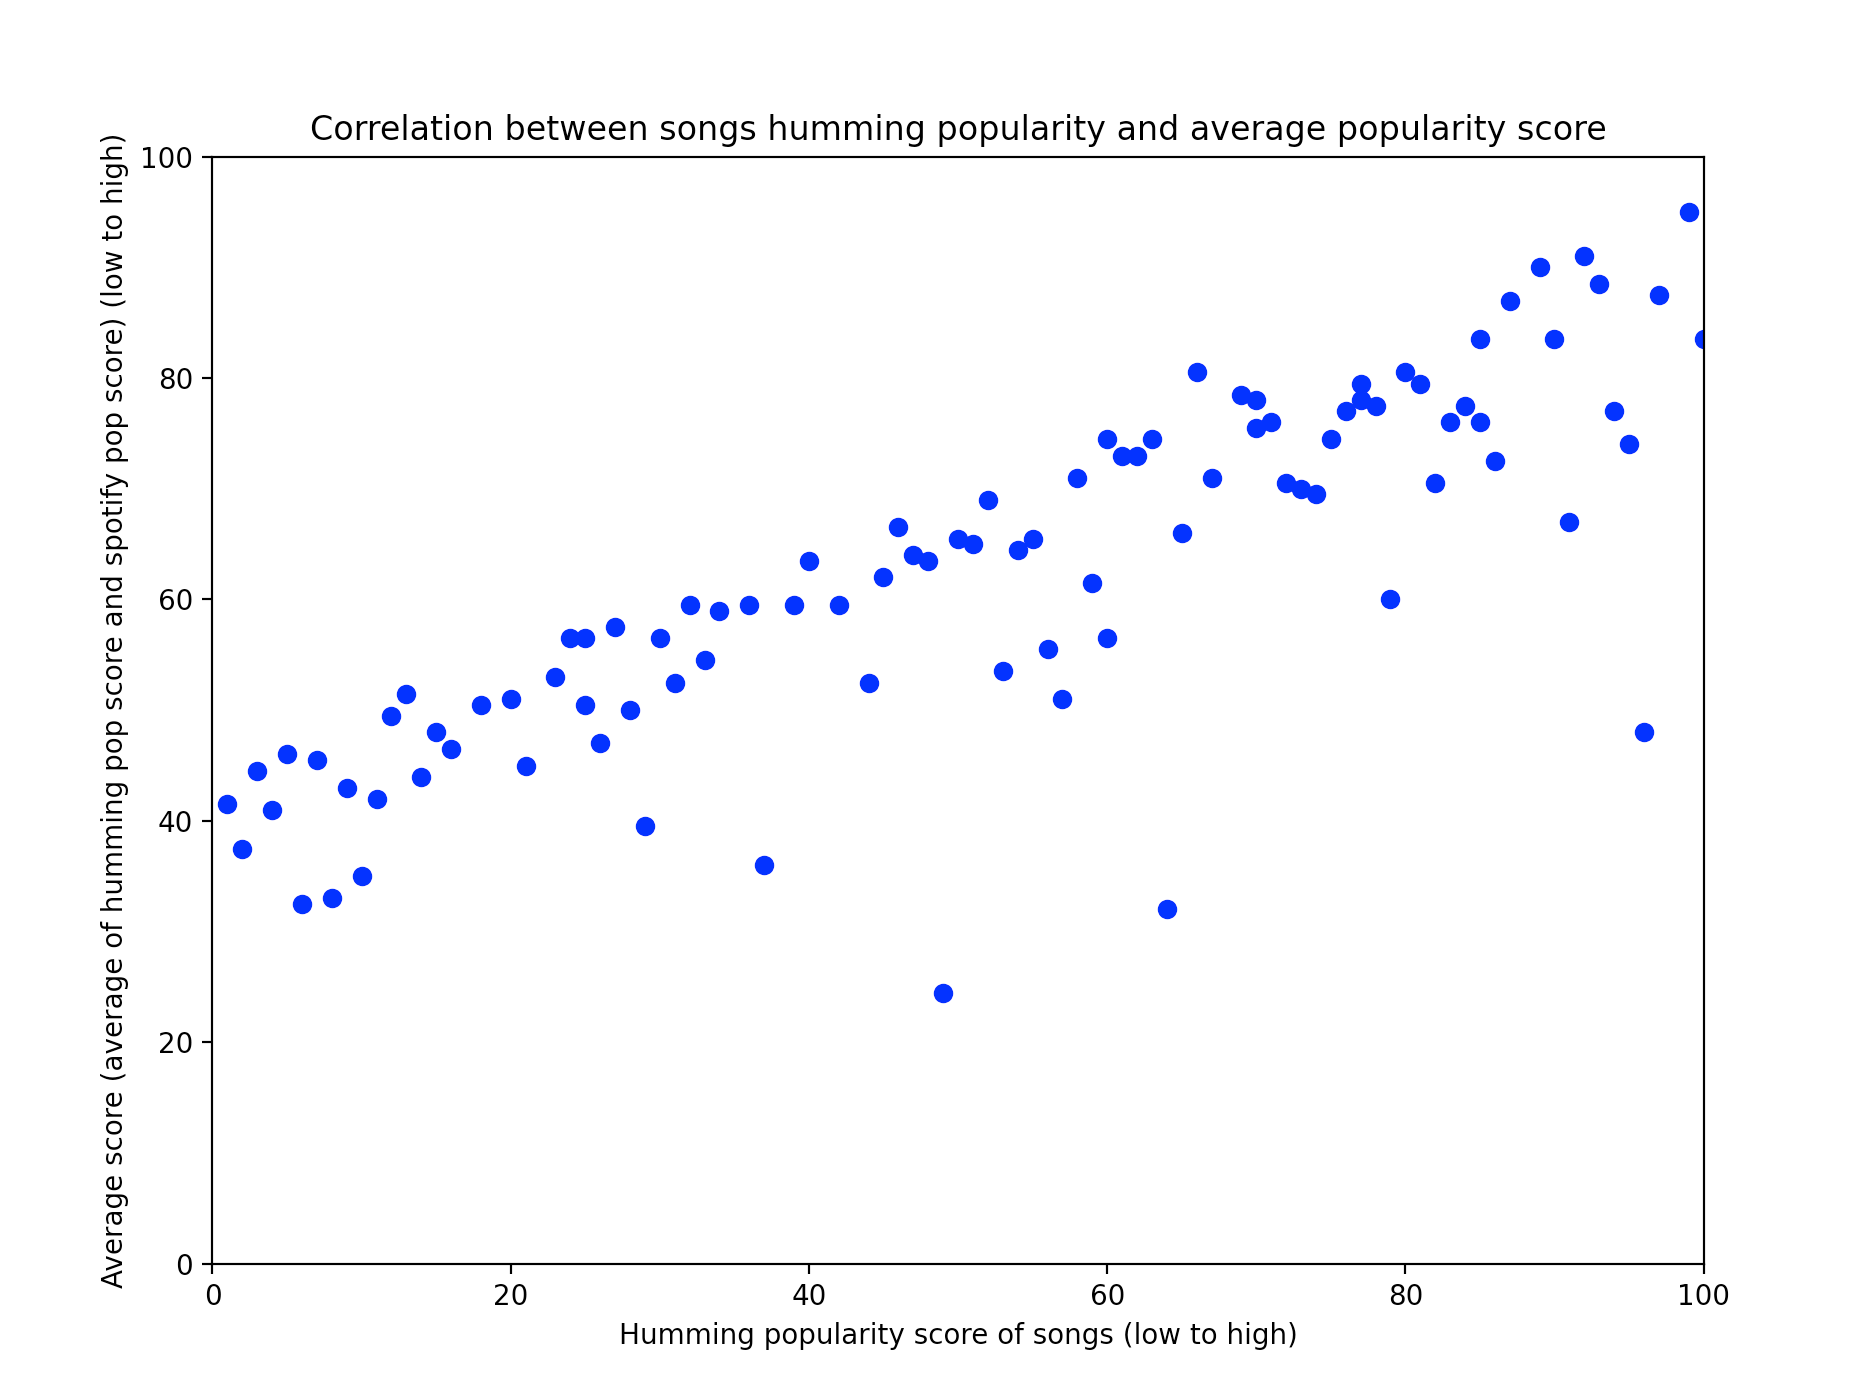 Correlation between songs humming popularity and average popularity score
Average score (average of humming pop score and spotify pop score) (low to high)
100
80
60
40
20
0
0 20 40 60 80 100
Humming popularity score of songs (low to high)